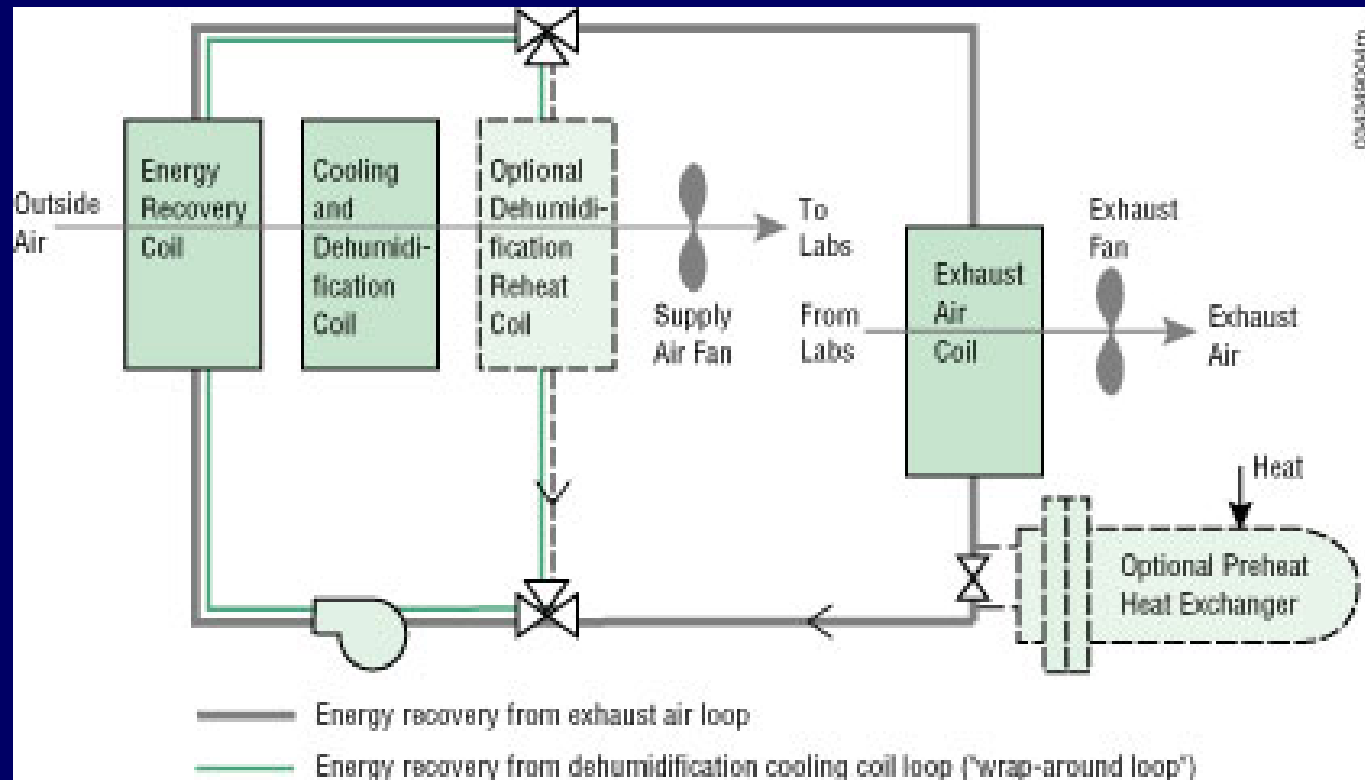 Outside
Air
Energy
Recovery
Coil
Cooling
and
Dehumidi-
fication
Coil
Optional
Dehumidi-
fication
Reheat
Coil
Supply
Air Fan
To
Labs
From
Labs
Exhaust
Air
Coil
Exhaust
Fan
Exhaust
Air
Heat
Optional Preheat
Heat Exchanger
Energy recovery from exhaust air loop
Energy recovery from dehumidification cooling coil loop ("wrap-around loop")